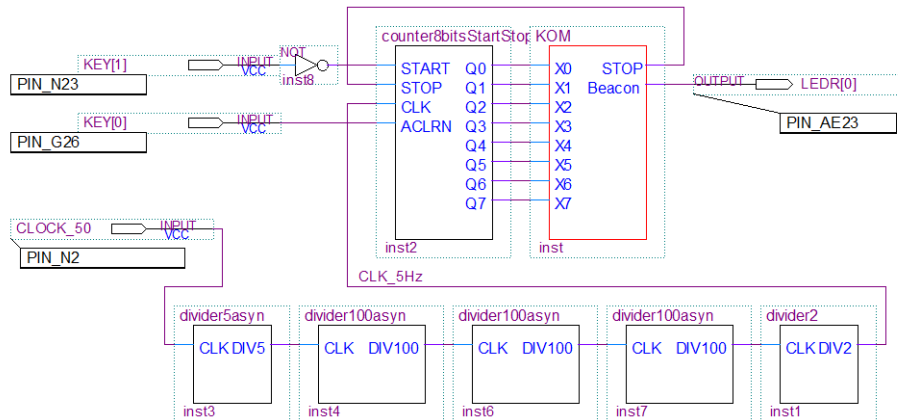 counter8bitsStartStop KOM
NOT
KEY[1] INPUT VCC
inst8
START Q0 X0 STOP
OUTPUT LEDR[0]
PIN_N23
STOP Q1 X1 Beacon
CLK Q2 X2
KEY[0] INPUT VCC
ACLRN Q3 X3
PIN_AE23
PIN_G26
Q4 X4
Q5 X5
Q6 X6
Q7 X7
CLOCK_50 INPUT VCC
inst2 inst
PIN_N2
CLK_5Hz
divider5asyn divider100asyn divider100asyn divider100asyn divider2
CLK DIV5 CLK DIV100 CLK DIV100 CLK DIV100 CLK DIV2
inst3 inst4 inst6 inst7 inst1